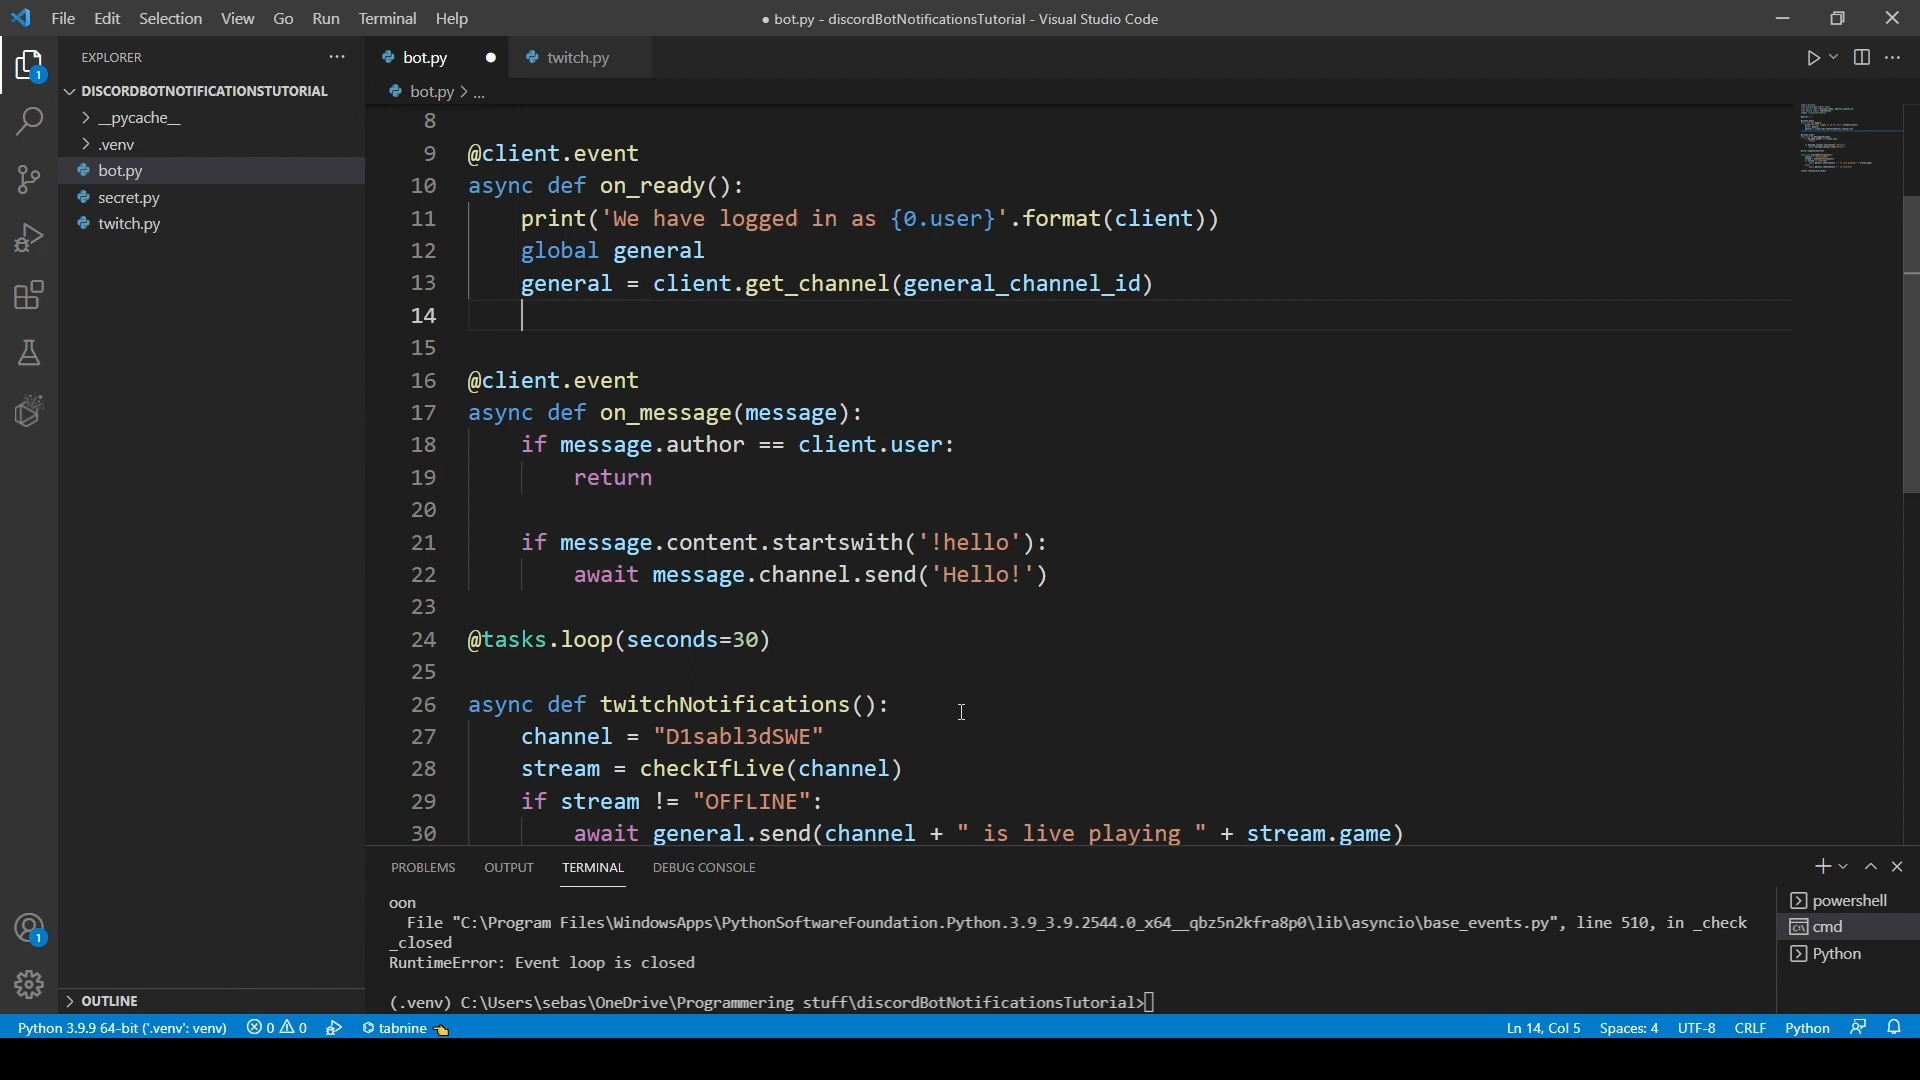 File Edit Selection View Go Run Terminal Help
● bot.py - discordBotNotificationsTutorial - Visual Studio Code
EXPLORER
bot.py
twitch.py
DISCORDBOTNOTIFICATIONSTUTORIAL
bot.py > ...
__pycache__
.venv
bot.py
secret.py
twitch.py
8
9 @client.event
10 async def on_ready():
11     print('We have logged in as {0.user}'.format(client))
12     global general
13     general = client.get_channel(general_channel_id)
14
15
16 @client.event
17 async def on_message(message):
18     if message.author == client.user:
19         return
20
21     if message.content.startswith('!hello'):
22         await message.channel.send('Hello!')
23
24 @tasks.loop(seconds=30)
25
26 async def twitchNotifications():
27     channel = "D1sabl3dSWE"
28     stream = checkIfLive(channel)
29     if stream != "OFFLINE":
30         await general.send(channel + " is live playing " + stream.game)
1
PROBLEMS OUTPUT TERMINAL DEBUG CONSOLE
oon
File "C:\Program Files\WindowsApps\PythonSoftwareFoundation.Python.3.9_3.9.2544.0_x64__qbz5n2kfra8p0\lib\asyncio\base_events.py", line 510, in _check
_closed
RuntimeError: Event loop is closed
(.venv) C:\Users\sebas\OneDrive\Programmering stuff\discordBotNotificationsTutorial>
powershell
cmd
Python
1
OUTLINE
Python 3.9.9 64-bit ('.venv': venv) 0 0 tabnine Ln 14, Col 5 Spaces: 4 UTF-8 CRLF Python